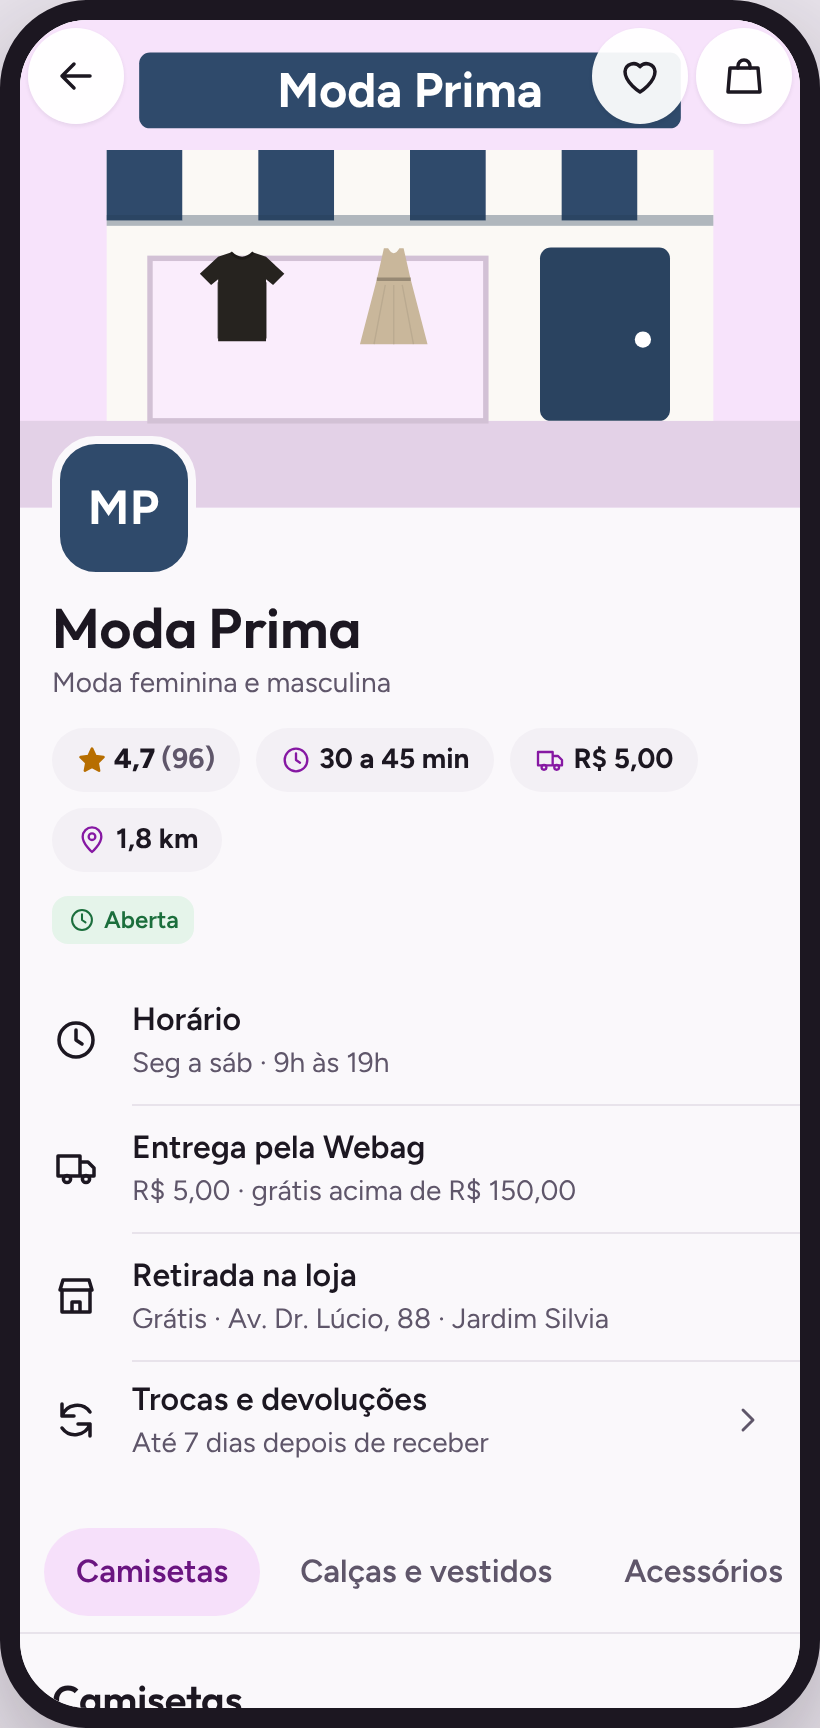 Moda Prima
MP
Moda Prima
Moda feminina e masculina
4,7 (96)
30 a 45 min
R$ 5,00
1,8 km
Aberta
Horário
Seg a sáb · 9h às 19h
Entrega pela Webag
R$ 5,00 · grátis acima de R$ 150,00
Retirada na loja
Grátis · Av. Dr. Lúcio, 88 · Jardim Silvia
Trocas e devoluções
Até 7 dias depois de receber
Camisetas
Calças e vestidos
Acessórios
Camisetas